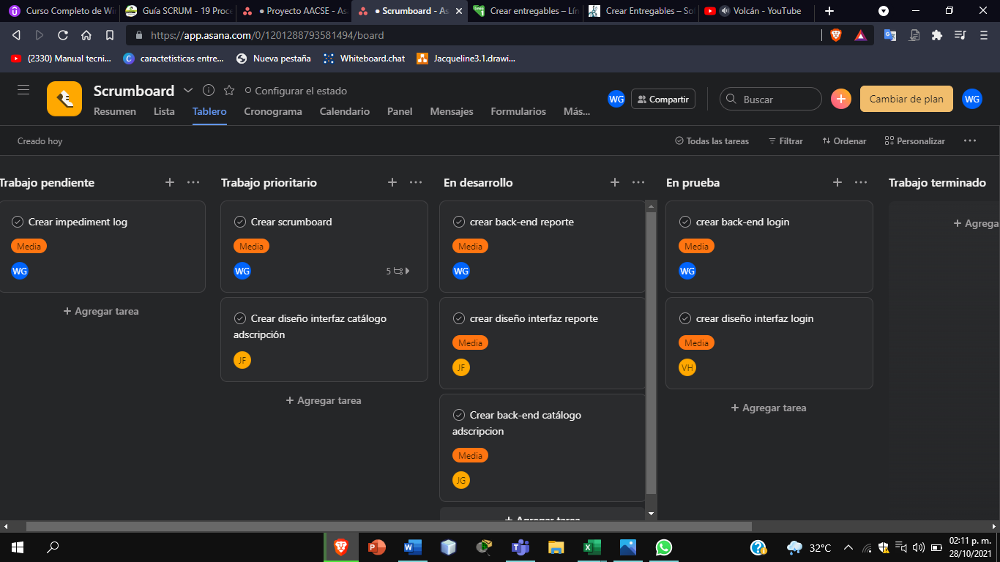 Curso Completo de Wi
Guía SCRUM - 19 Proce
● Proyecto AACSE - As
● Scrumboard - As
Crear entregables – Lín
Crear Entregables – Sof
Volcán - YouTube
https://app.asana.com/0/1201288793581494/board
(2330) Manual tecni...
caractetisticas entre...
Nueva pestaña
Whiteboard.chat
Jacqueline3.1.drawi...
Scrumboard
Configurar el estado
WG
Compartir
Buscar
Cambiar de plan
WG
Resumen
Lista
Tablero
Cronograma
Calendario
Panel
Mensajes
Formularios
Más...
Creado hoy
Todas las tareas
Filtrar
Ordenar
Personalizar
Trabajo pendiente
Crear impediment log
Media
WG
+ Agregar tarea
Trabajo prioritario
Crear scrumboard
Media
WG
5
Crear diseño interfaz catálogo
adscripción
JF
+ Agregar tarea
En desarrollo
crear back-end reporte
Media
WG
crear diseño interfaz reporte
Media
JF
Crear back-end catálogo
adscripcion
Media
JG
+ Agregar tarea
En prueba
crear back-end login
Media
WG
crear diseño interfaz login
Media
VH
+ Agregar tarea
Trabajo terminado
+ Agrega
32°C
02:11 p. m.
28/10/2021